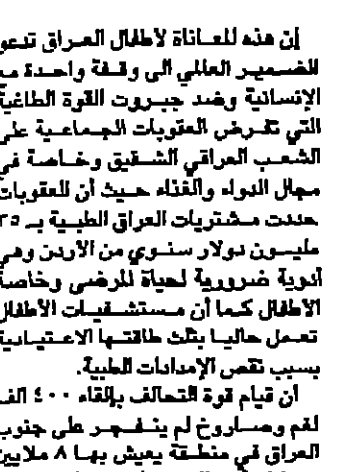 إن هذه المعاناة لأطفال العراق تدعو
الضمير العالمي الى وقفة واحدة مع
الإنسانية وضد جبروت القوة الطاغية
التي تفرض العقوبات الجماعية على
الشعب العراقي الشقيق وخاصة في
مجال الدواء والغذاء حيث أن العقوبات
حددت مشتريات العراق الطبية بـ ٣٥
مليون دولار سنوي من الأردن وهي
أدوية ضرورية لحياة المرضى وخاصة
الأطفال كما أن مستشفيات الأطفال
تعمل حاليا بثلث طاقتها الاعتيادية
بسبب نقص الإمدادات الطبية.
أن قيام قوة التحالف بإلقاء ٤٠٠ الف
لغم وصاروخ لم ينفجر على جنوب
العراق في منطقة يعيش بها ٨ ملايين